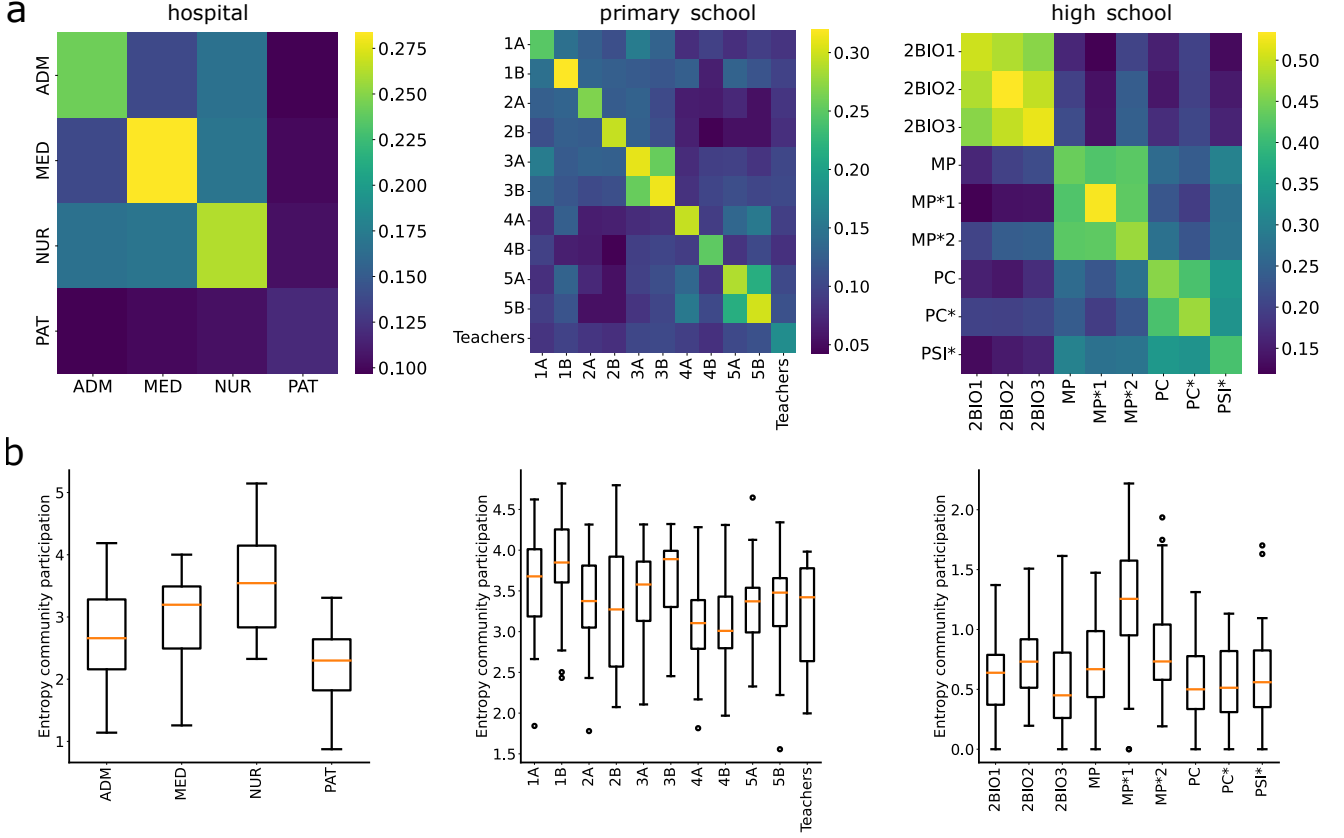 a
hospital
primary school
high school
ADM
MED
NUR
PAT
ADM MED NUR PAT
0.275
0.250
0.225
0.200
0.175
0.150
0.125
0.100
1A
1B
2A
2B
3A
3B
4A
4B
5A
5B
Teachers
1A 1B 2A 2B 3A 3B 4A 4B 5A 5B Teachers
0.30
0.25
0.20
0.15
0.10
0.05
2BIO1
2BIO2
2BIO3
MP
MP*1
MP*2
PC
PC*
PSI*
2BIO1 2BIO2 2BIO3 MP MP*1 MP*2 PC PC* PSI*
0.50
0.45
0.40
0.35
0.30
0.25
0.20
0.15
b
Entropy community participation
5
4
3
2
1
ADM MED NUR PAT
Entropy community participation
4.5
4.0
3.5
3.0
2.5
2.0
1.5
1A 1B 2A 2B 3A 3B 4A 4B 5A 5B Teachers
Entropy community participation
2.0
1.5
1.0
0.5
0.0
2BIO1 2BIO2 2BIO3 MP MP*1 MP*2 PC PC* PSI*